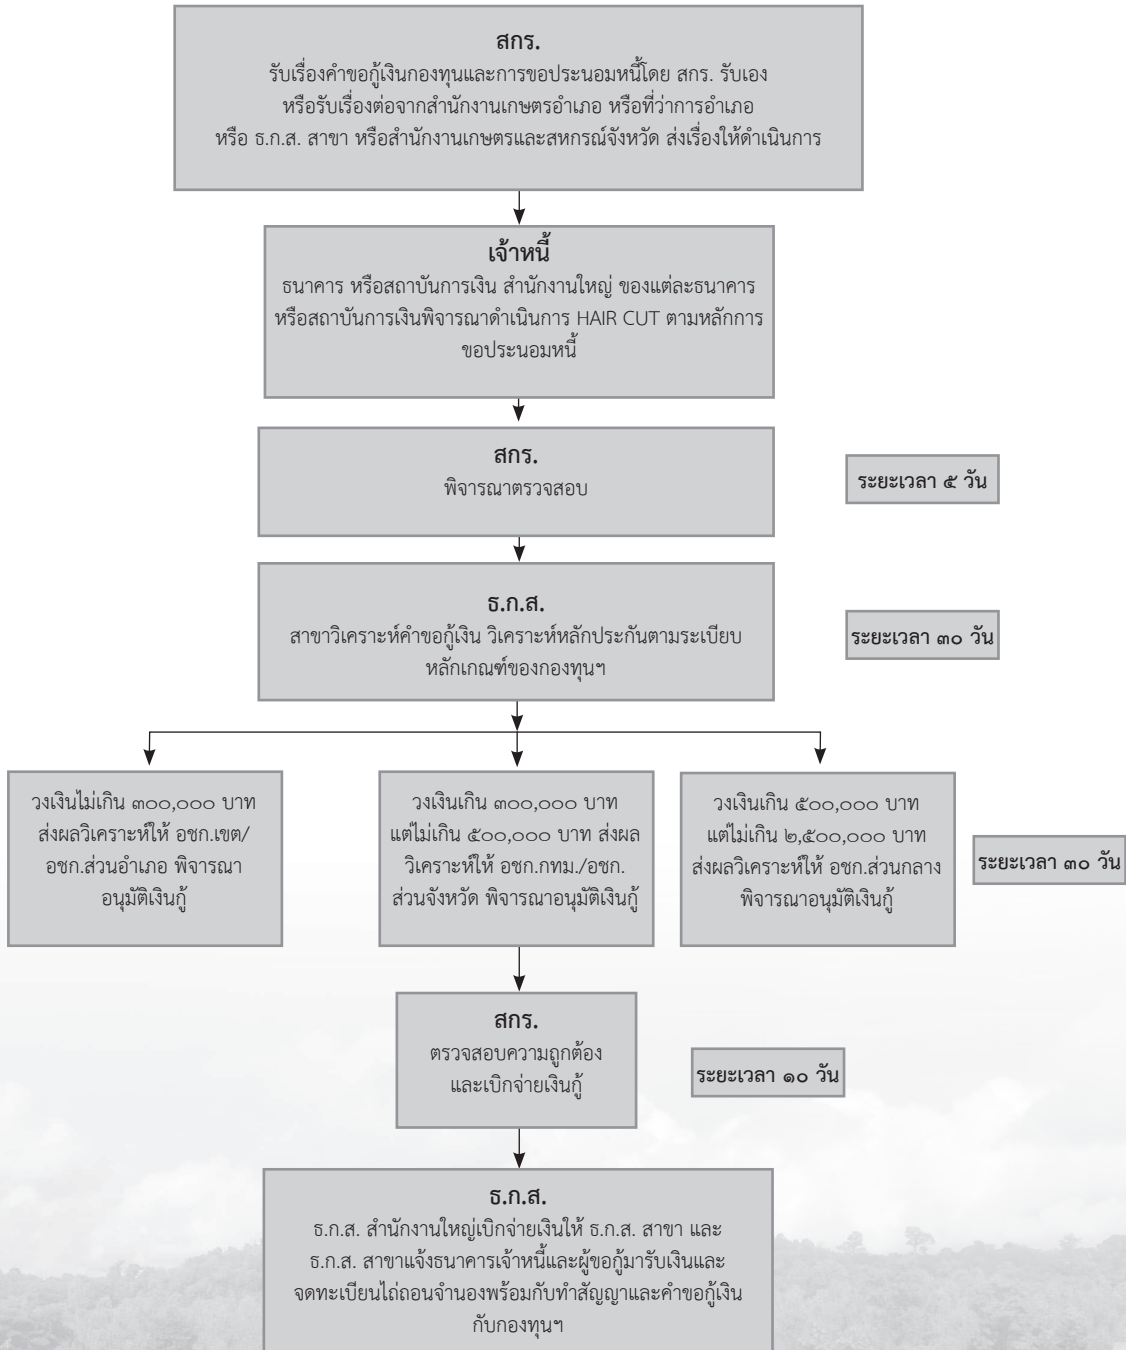 สกร.
รับเรื่องคำขอกู้เงินกองทุนและการขอประนอมหนี้โดย สกร. รับเอง
หรือรับเรื่องต่อจากสำนักงานเกษตรอำเภอ หรือที่ว่าการอำเภอ
หรือ ธ.ก.ส. สาขา หรือสำนักงานเกษตรและสหกรณ์จังหวัด ส่งเรื่องให้ดำเนินการ
เจ้าหนี้
ธนาคาร หรือสถาบันการเงิน สำนักงานใหญ่ ของแต่ละธนาคาร
หรือสถาบันการเงินพิจารณาดำเนินการ HAIR CUT ตามหลักการ
ขอประนอมหนี้
สกร.
พิจารณาตรวจสอบ
ระยะเวลา ๕ วัน
ธ.ก.ส.
สาขาวิเคราะห์คำขอกู้เงิน วิเคราะห์หลักประกันตามระเบียบ
หลักเกณฑ์ของกองทุนฯ
ระยะเวลา ๓๐ วัน
วงเงินไม่เกิน ๓๐๐,๐๐๐ บาท
ส่งผลวิเคราะห์ให้ อชก.เขต/
อชก.ส่วนอำเภอ พิจารณา
อนุมัติเงินกู้
วงเงินเกิน ๓๐๐,๐๐๐ บาท
แต่ไม่เกิน ๕๐๐,๐๐๐ บาท ส่งผล
วิเคราะห์ให้ อชก.กทม./อชก.
ส่วนจังหวัด พิจารณาอนุมัติเงินกู้
วงเงินเกิน ๕๐๐,๐๐๐ บาท
แต่ไม่เกิน ๒,๕๐๐,๐๐๐ บาท
ส่งผลวิเคราะห์ให้ อชก.ส่วนกลาง
พิจารณาอนุมัติเงินกู้
ระยะเวลา ๓๐ วัน
สกร.
ตรวจสอบความถูกต้อง
และเบิกจ่ายเงินกู้
ระยะเวลา ๑๐ วัน
ธ.ก.ส.
ธ.ก.ส. สำนักงานใหญ่เบิกจ่ายเงินให้ ธ.ก.ส. สาขา และ
ธ.ก.ส. สาขาแจ้งธนาคารเจ้าหนี้และผู้ขอกู้มารับเงินและ
จดทะเบียนไถ่ถอนจำนองพร้อมกับทำสัญญาและคำขอกู้เงิน
กับกองทุนฯ